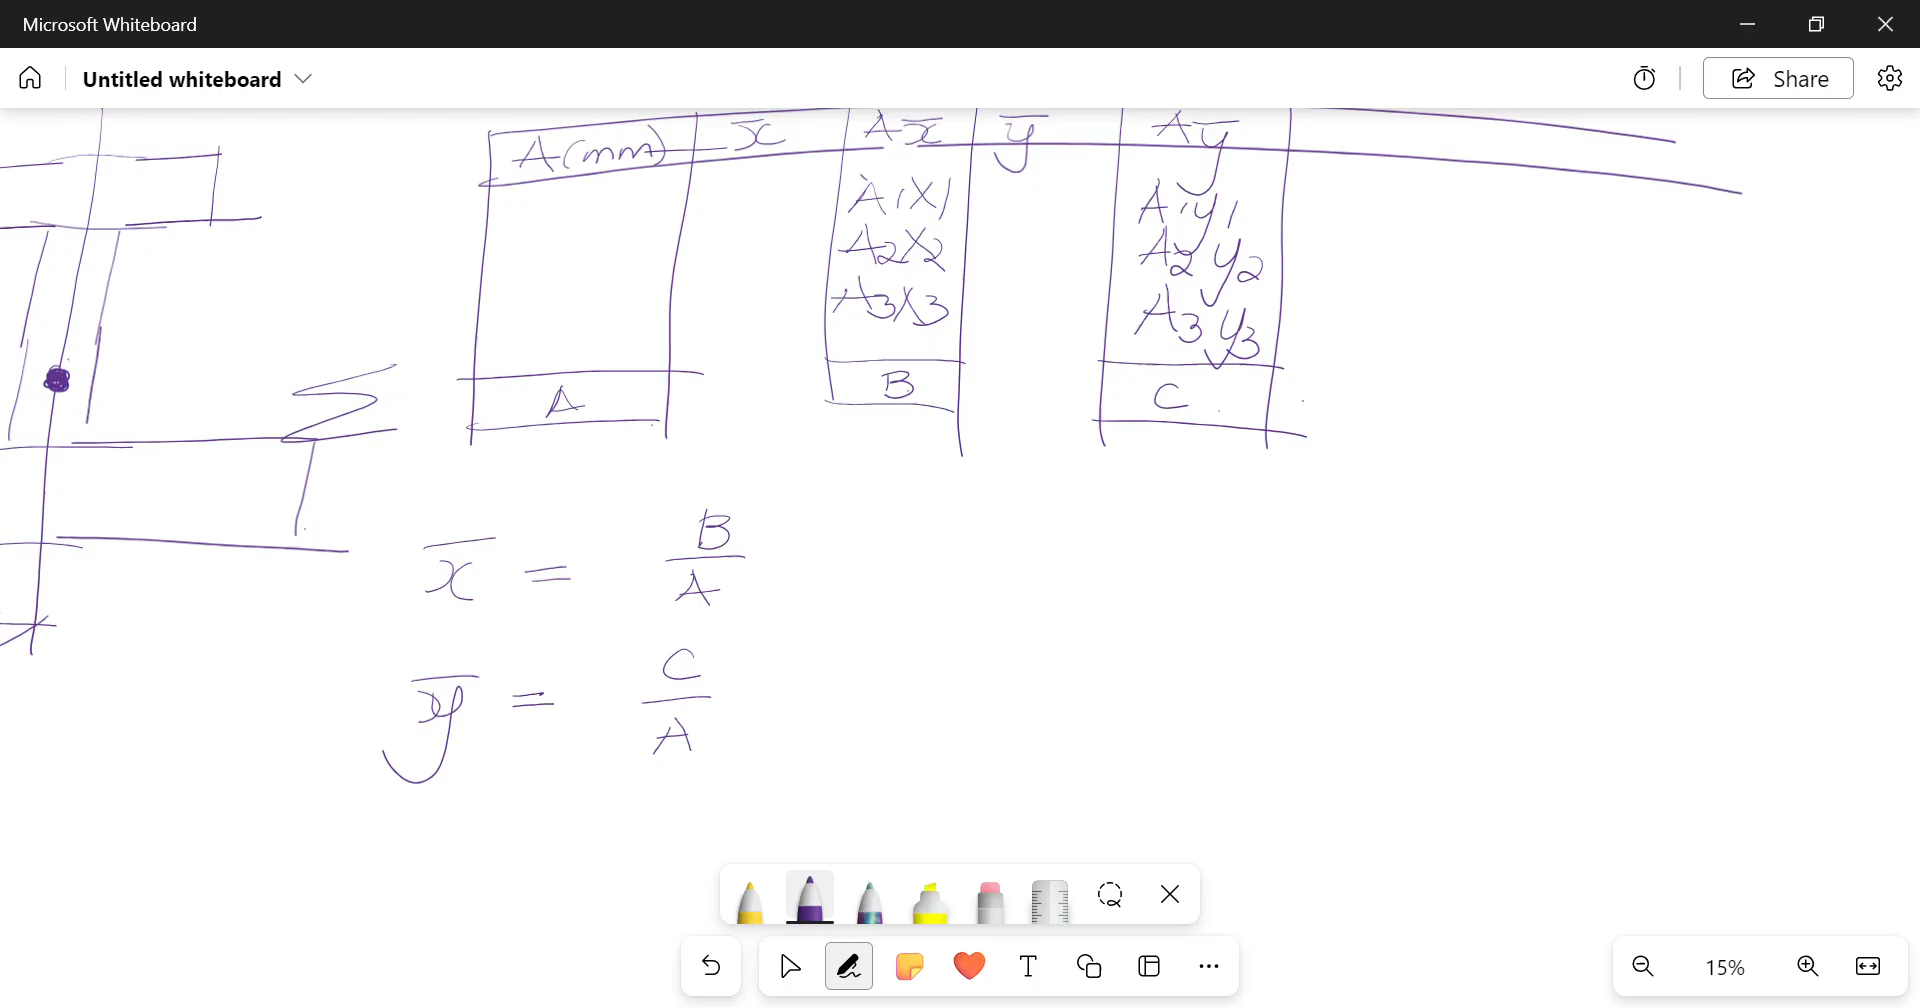 Microsoft Whiteboard
Untitled whiteboard
Share
A(mm) x̅ Ax̅ y̅ Ay̅
A1X1 A1y1
A2X2 A2y2
A3X3 A3y3
Σ A B C
x̅ = B/A
y̅ = C/A
T
15%